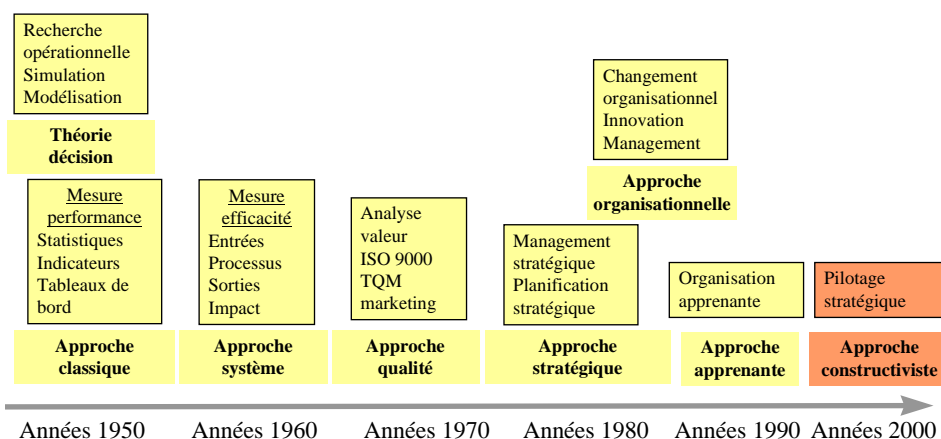 Recherche
opérationnelle
Simulation
Modélisation
Théorie
décision
Mesure
performance
Statistiques
Indicateurs
Tableaux de
bord
Approche
classique
Mesure
efficacité
Entrées
Processus
Sorties
Impact
Approche
système
Analyse
valeur
ISO 9000
TQM
marketing
Approche
qualité
Changement
organisationnel
Innovation
Management
Approche
organisationnelle
Management
stratégique
Planification
stratégique
Approche
stratégique
Organisation
apprenante
Approche
apprenante
Pilotage
stratégique
Approche
constructiviste
Années 1950
Années 1960
Années 1970
Années 1980
Années 1990
Années 2000